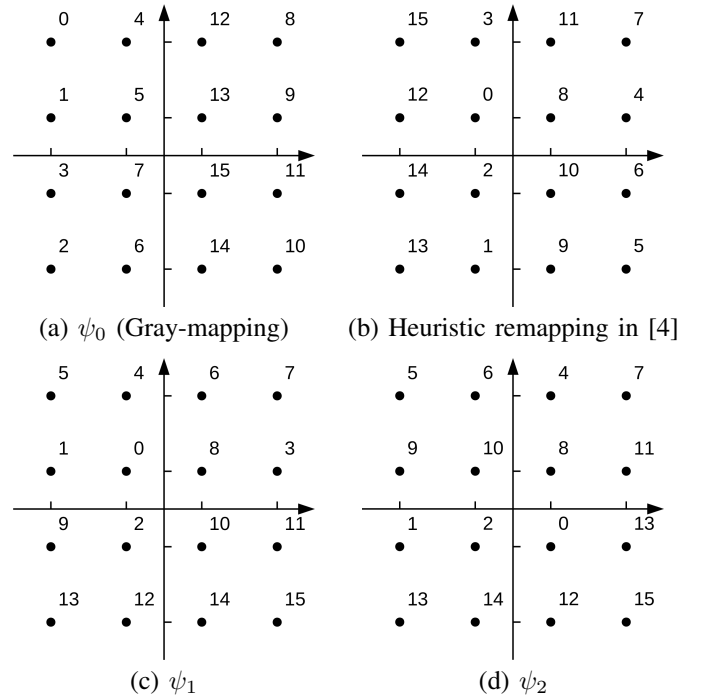 0 4 12 8
1 5 13 9
3 7 15 11
2 6 14 10
(a) ψ₀ (Gray-mapping)
15 3 11 7
12 0 8 4
14 2 10 6
13 1 9 5
(b) Heuristic remapping in [4]
5 4 6 7
1 0 8 3
9 2 10 11
13 12 14 15
(c) ψ₁
5 6 4 7
9 10 8 11
1 2 0 13
13 14 12 15
(d) ψ₂